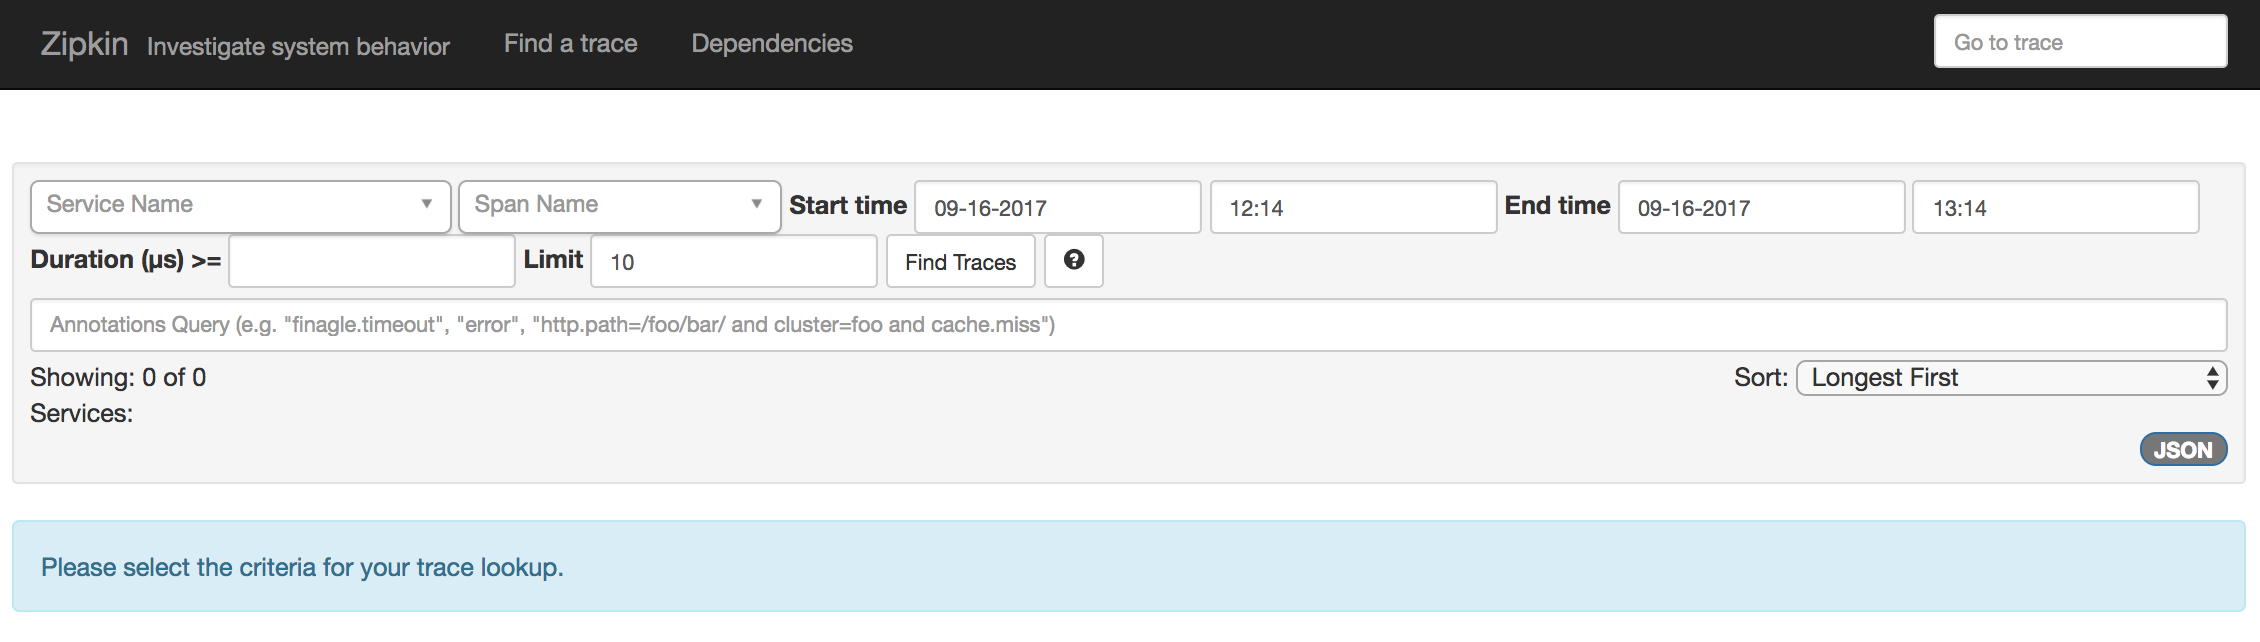 Zipkin Investigate system behavior Find a trace Dependencies Go to trace
Service Name Span Name Start time 09-16-2017 12:14 End time 09-16-2017 13:14
Duration (µs) >= Limit 10 Find Traces ?
Annotations Query (e.g. "finagle.timeout", "error", "http.path=/foo/bar/ and cluster=foo and cache.miss")
Showing: 0 of 0 Sort: Longest First
Services:
JSON
Please select the criteria for your trace lookup.